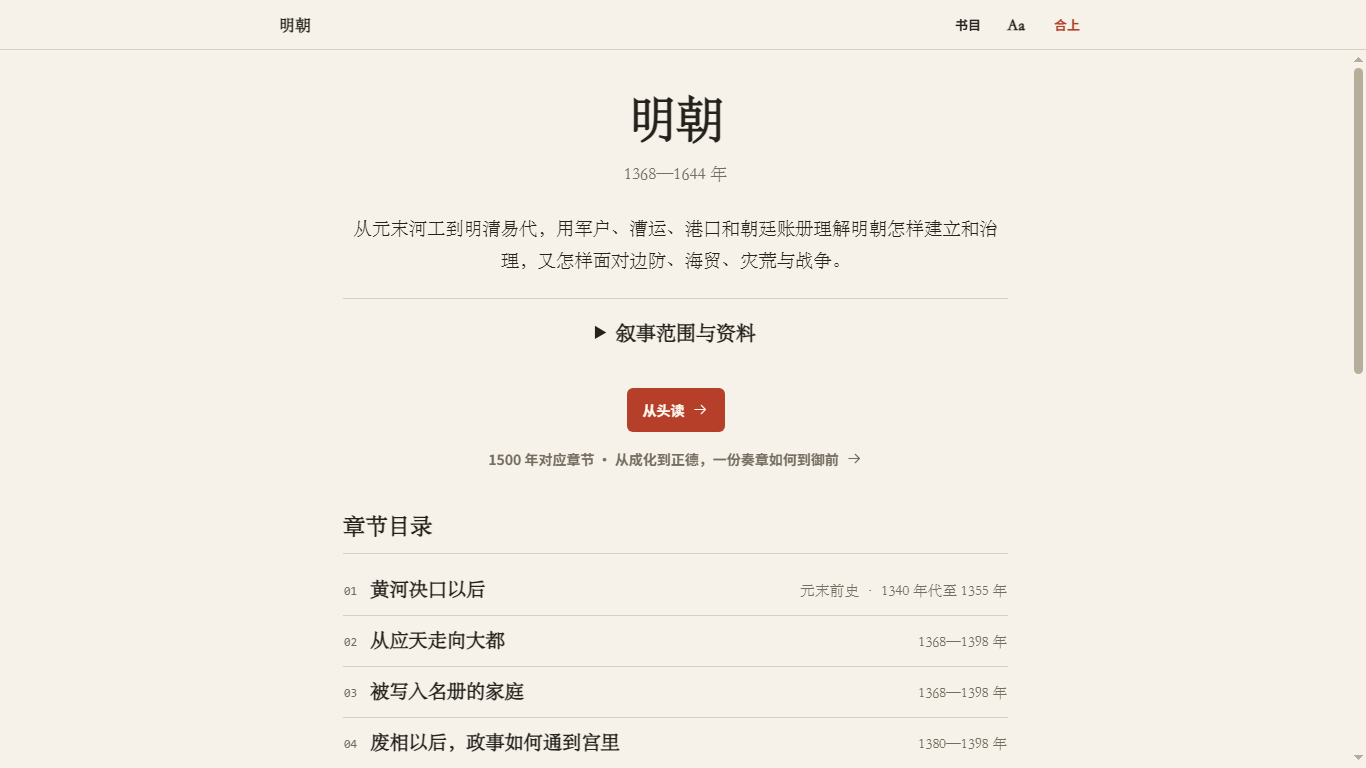 明朝
书目 Aa 合上
明朝
1368—1644 年
从元末河工到明清易代，用军户、漕运、港口和朝廷账册理解明朝怎样建立和治
理，又怎样面对边防、海贸、灾荒与战争。
▶ 叙事范围与资料
从头读 →
1500 年对应章节 · 从成化到正德，一份奏章如何到御前 →
章节目录
01 黄河决口以后 元末前史 · 1340 年代至 1355 年
02 从应天走向大都 1368—1398 年
03 被写入名册的家庭 1368—1398 年
04 废相以后，政事如何通到宫里 1380—1398 年